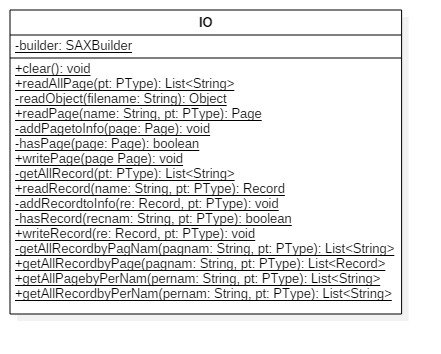 IO
-builder: SAXBuilder
+clear(): void
+readAllPage(pt: PType): List<String>
-readObject(filename: String): Object
+readPage(name: String, pt: PType): Page
-addPagetoInfo(page: Page): void
-hasPage(page: Page): boolean
+writePage(page Page): void
-getAllRecord(pt: PType): List<String>
+readRecord(name: String, pt: PType): Record
-addRecordtoInfo(re: Record, pt: PType): void
-hasRecord(recnam: String, pt: PType): boolean
+writeRecord(re: Record, pt: PType): void
-getAllRecordbyPagNam(pagnam: String, pt: PType): List<String>
+getAllRecordbyPage(pagnam: String, pt: PType): List<Record>
+getAllPagebyPerNam(pernam: String, pt: PType): List<String>
+getAllRecordbyPerNam(pernam: String, pt: PType): List<String>